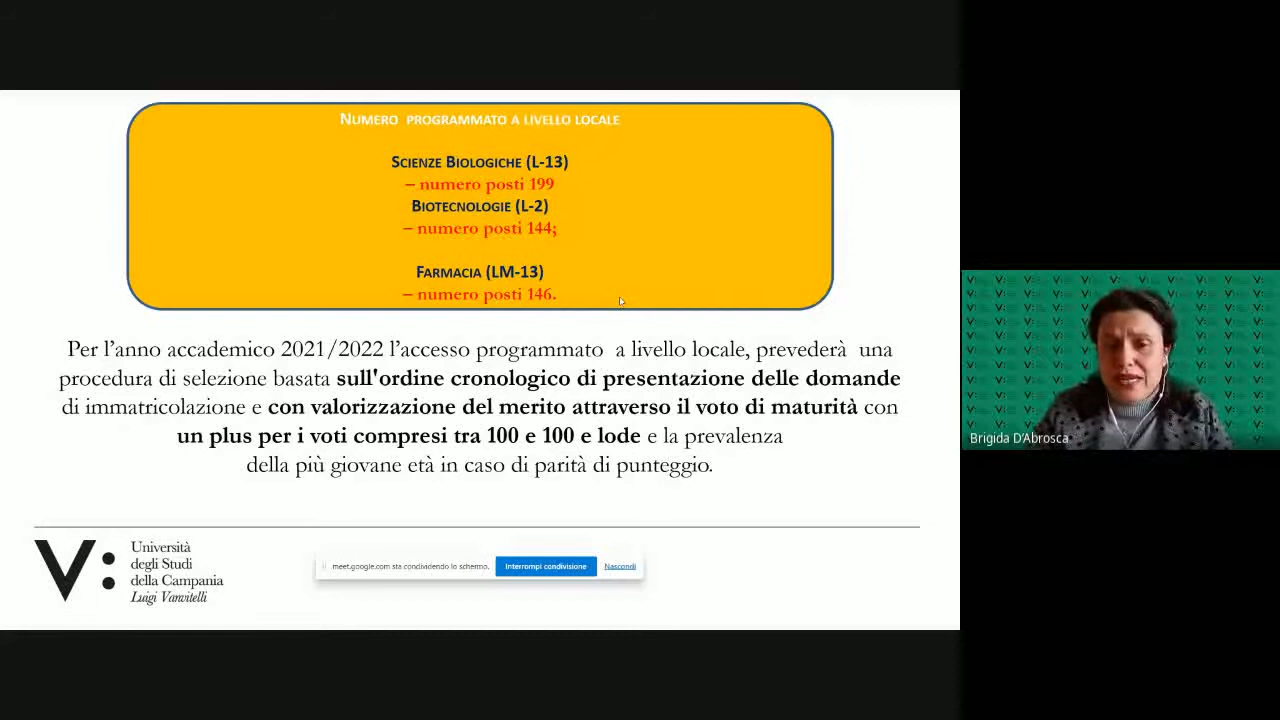 Numero programmato a livello locale
Scienze Biologiche (L-13)
– numero posti 199
Biotecnologie (L-2)
– numero posti 144;
Farmacia (LM-13)
– numero posti 146.
Per l’anno accademico 2021/2022 l’accesso programmato a livello locale, prevederà una
procedura di selezione basata sull'ordine cronologico di presentazione delle domande
di immatricolazione e con valorizzazione del merito attraverso il voto di maturità con
un plus per i voti compresi tra 100 e 100 e lode e la prevalenza
della più giovane età in caso di parità di punteggio.
V:
Università
degli Studi
della Campania
Luigi Vanvitelli
meet.google.com sta condividendo lo schermo.
Interrompi condivisione
Nascondi
Brigida D'Abrosca